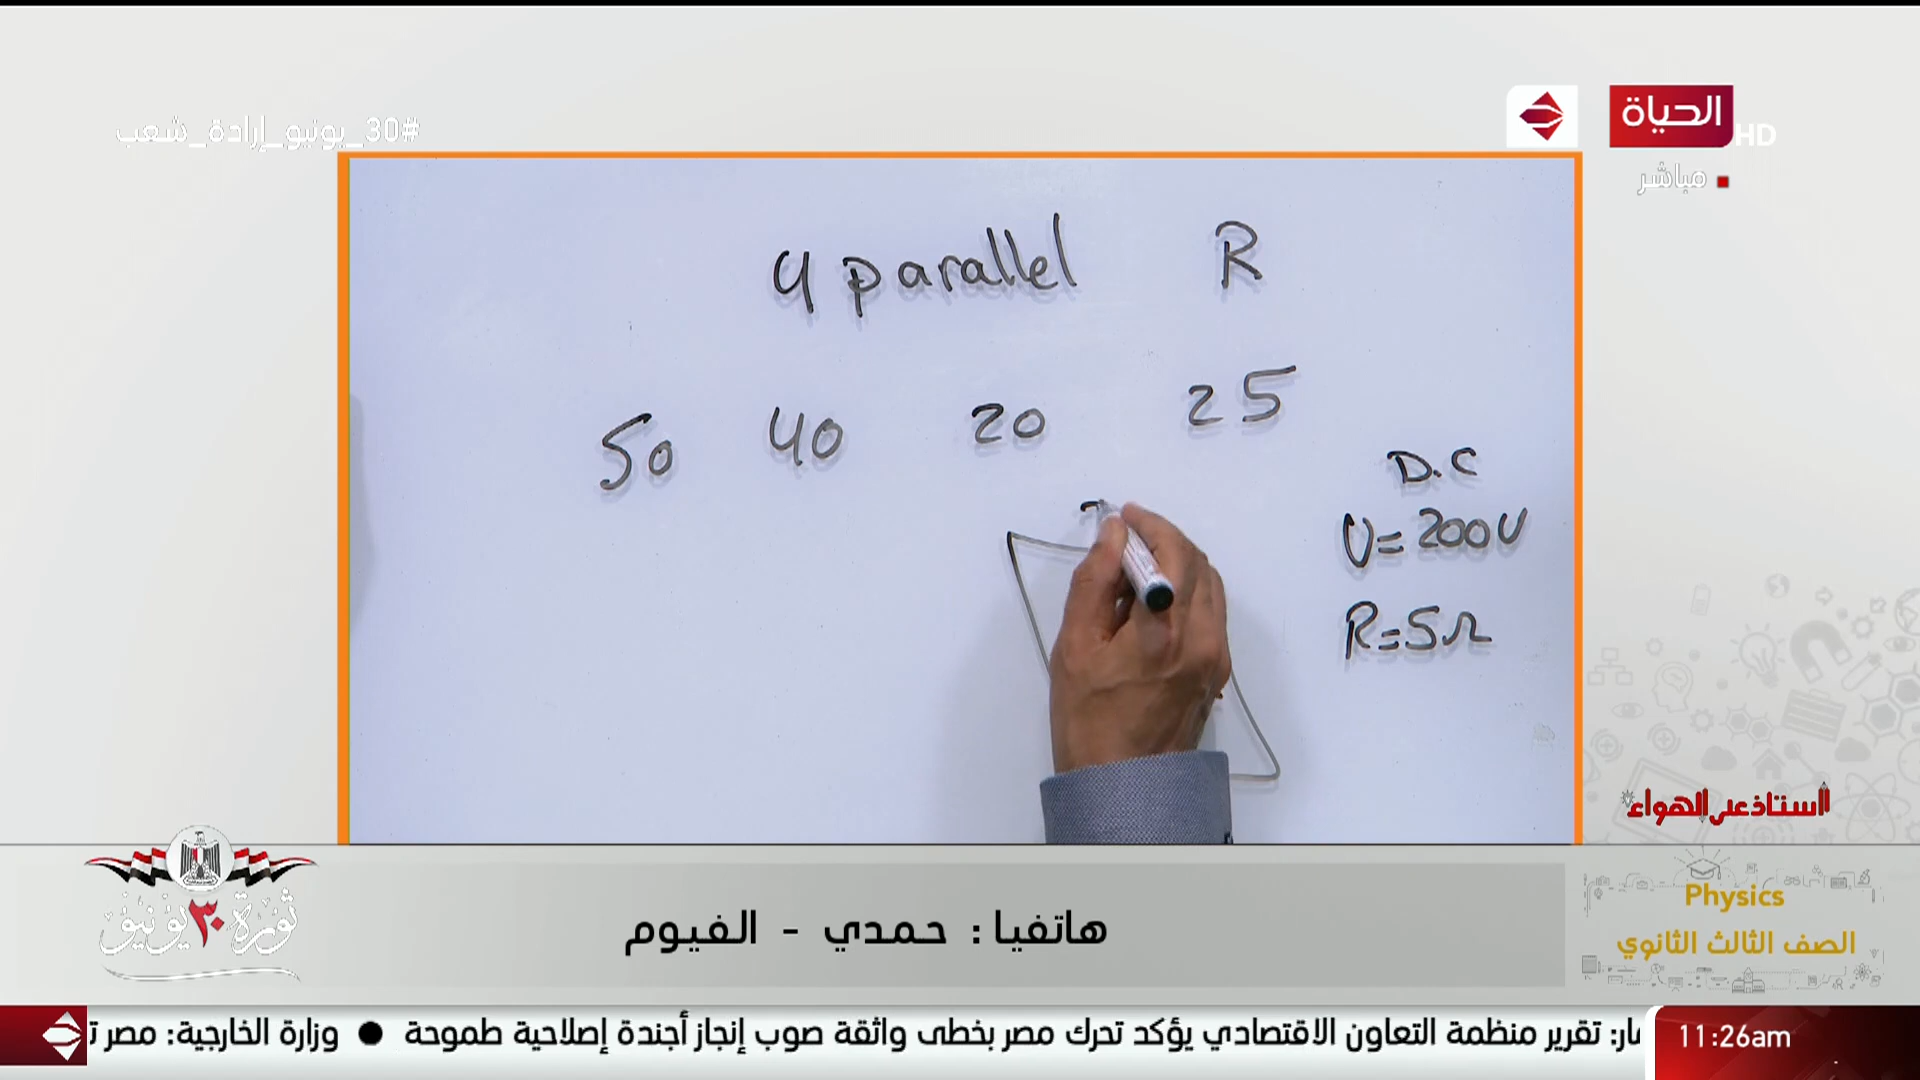 #30_يونيو_إرادة_شعب
الحياة HD
مباشر
4 parallel R
50 40 20 25
D.C
V=200V
R=5Ω
أستاذ على الهواء
ثورة ٣٠ يونيو
هاتفيا : حمدي - الفيوم
Physics
الصف الثالث الثانوي
تقرير منظمة التعاون الاقتصادي يؤكد تحرك مصر بخطى واثقة صوب إنجاز أجندة إصلاحية طموحة ● وزارة الخارجية: مصر
11:26am